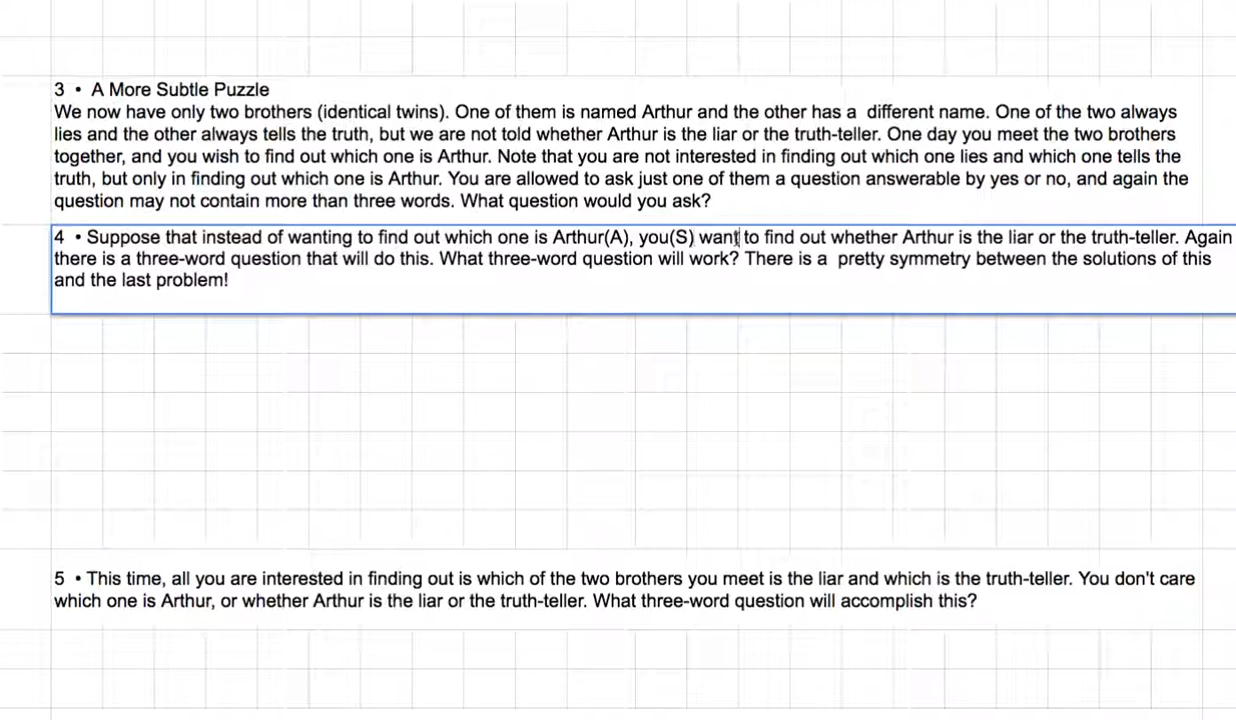 3 • A More Subtle Puzzle
We now have only two brothers (identical twins). One of them is named Arthur and the other has a different name. One of the two always
lies and the other always tells the truth, but we are not told whether Arthur is the liar or the truth-teller. One day you meet the two brothers
together, and you wish to find out which one is Arthur. Note that you are not interested in finding out which one lies and which one tells the
truth, but only in finding out which one is Arthur. You are allowed to ask just one of them a question answerable by yes or no, and again the
question may not contain more than three words. What question would you ask?
4 • Suppose that instead of wanting to find out which one is Arthur(A), you(S) want to find out whether Arthur is the liar or the truth-teller. Again
there is a three-word question that will do this. What three-word question will work? There is a pretty symmetry between the solutions of this
and the last problem!
5 • This time, all you are interested in finding out is which of the two brothers you meet is the liar and which is the truth-teller. You don't care
which one is Arthur, or whether Arthur is the liar or the truth-teller. What three-word question will accomplish this?